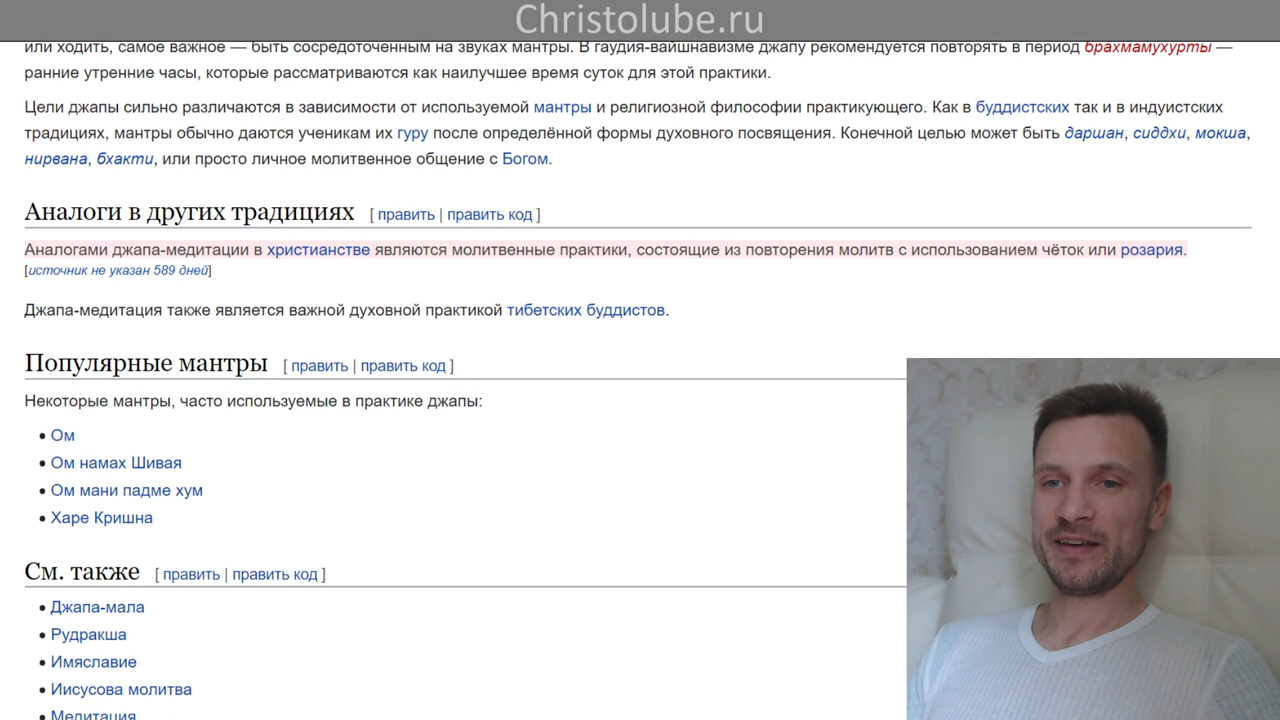 Christolube.ru
или ходить, самое важное — быть сосредоточенным на звуках мантры. В гаудия-вайшнавизме джапу рекомендуется повторять в период брахмамухурты —
ранние утренние часы, которые рассматриваются как наилучшее время суток для этой практики.
Цели джапы сильно различаются в зависимости от используемой мантры и религиозной философии практикующего. Как в буддистских так и в индуистских
традициях, мантры обычно даются ученикам их гуру после определённой формы духовного посвящения. Конечной целью может быть даршан, сиддхи, мокша,
нирвана, бхакти, или просто личное молитвенное общение с Богом.
Аналоги в других традициях [ править | править код ]
Аналогами джапа-медитации в христианстве являются молитвенные практики, состоящие из повторения молитв с использованием чёток или розария.
[источник не указан 589 дней]
Джапа-медитация также является важной духовной практикой тибетских буддистов.
Популярные мантры [ править | править код ]
Некоторые мантры, часто используемые в практике джапы:
• Ом
• Ом намах Шивая
• Ом мани падме хум
• Харе Кришна
См. также [ править | править код ]
• Джапа-мала
• Рудракша
• Имяславие
• Иисусова молитва
• Медитация